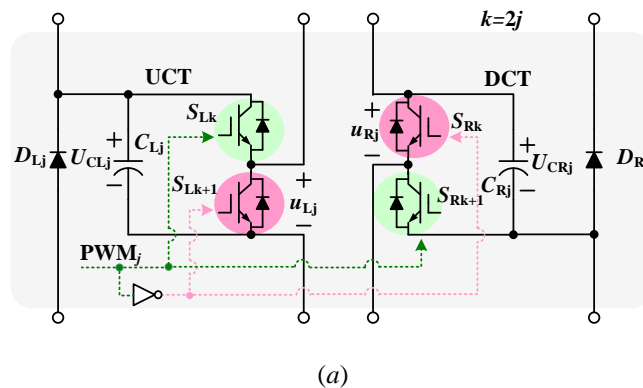 k=2j
UCT
DCT
S_Lk
S_Rk
+
u_Rj
−
+
C_Lj
U_CLj
−
D_Lj
+
U_CRj
−
C_Rj
D_R
S_Lk+1
+
u_Lj
−
S_Rk+1
PWM_j
(a)